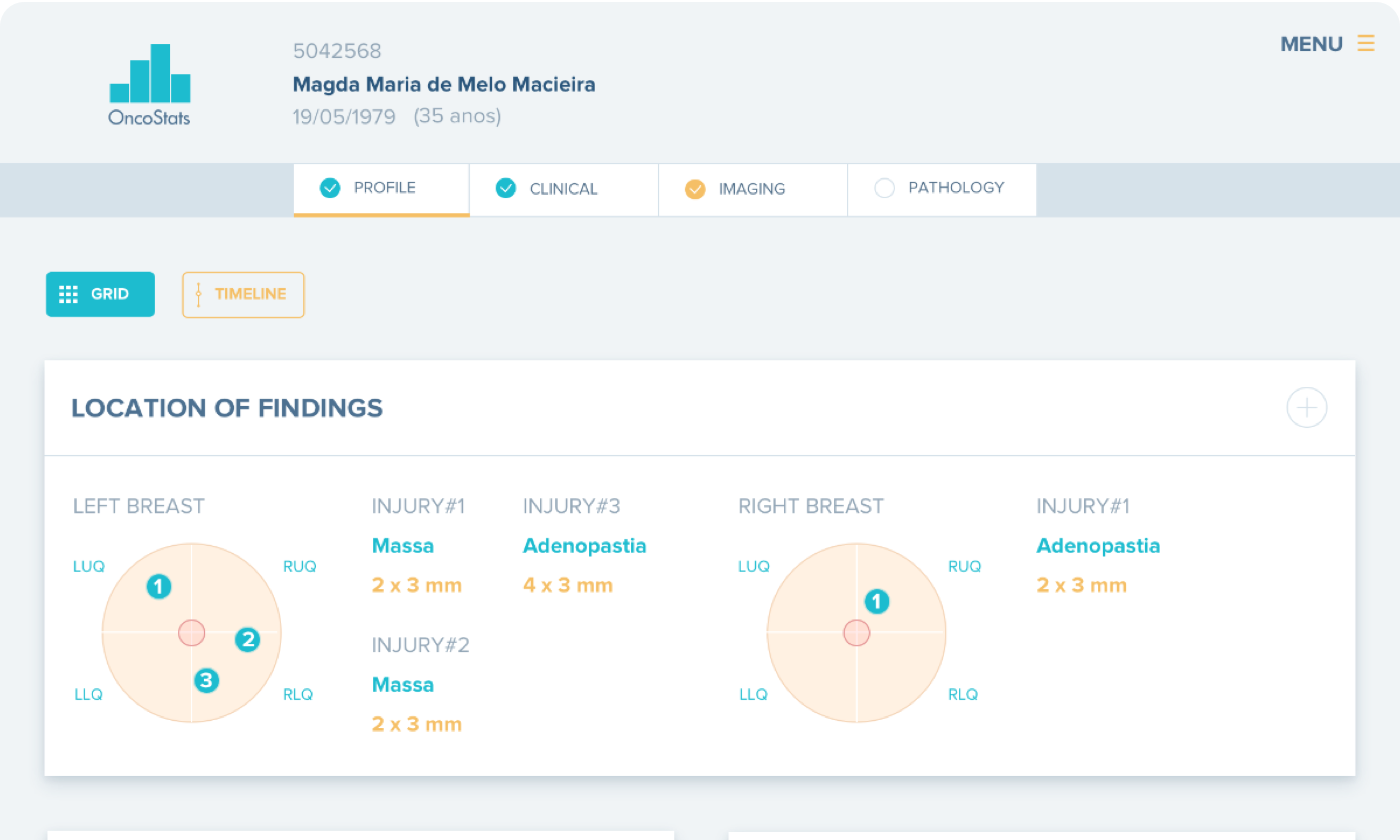 OncoStats
5042568
Magda Maria de Melo Macieira
19/05/1979 (35 anos)
MENU
PROFILE
CLINICAL
IMAGING
PATHOLOGY
GRID
TIMELINE
LOCATION OF FINDINGS
LEFT BREAST
LUQ
RUQ
1
2
3
LLQ
RLQ
INJURY#1
Massa
2 x 3 mm
INJURY#2
Massa
2 x 3 mm
INJURY#3
Adenopastia
4 x 3 mm
RIGHT BREAST
LUQ
RUQ
1
LLQ
RLQ
INJURY#1
Adenopastia
2 x 3 mm